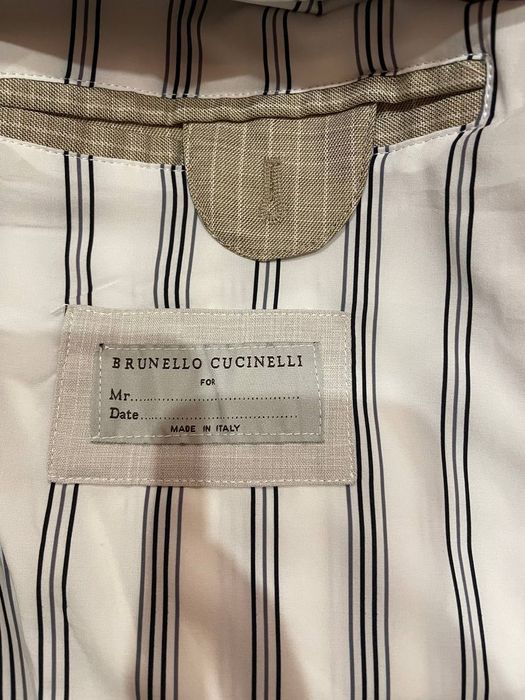 BRUNELLO CUCINELLI
FOR
Mr.......................................
Date..................................
MADE IN ITALY